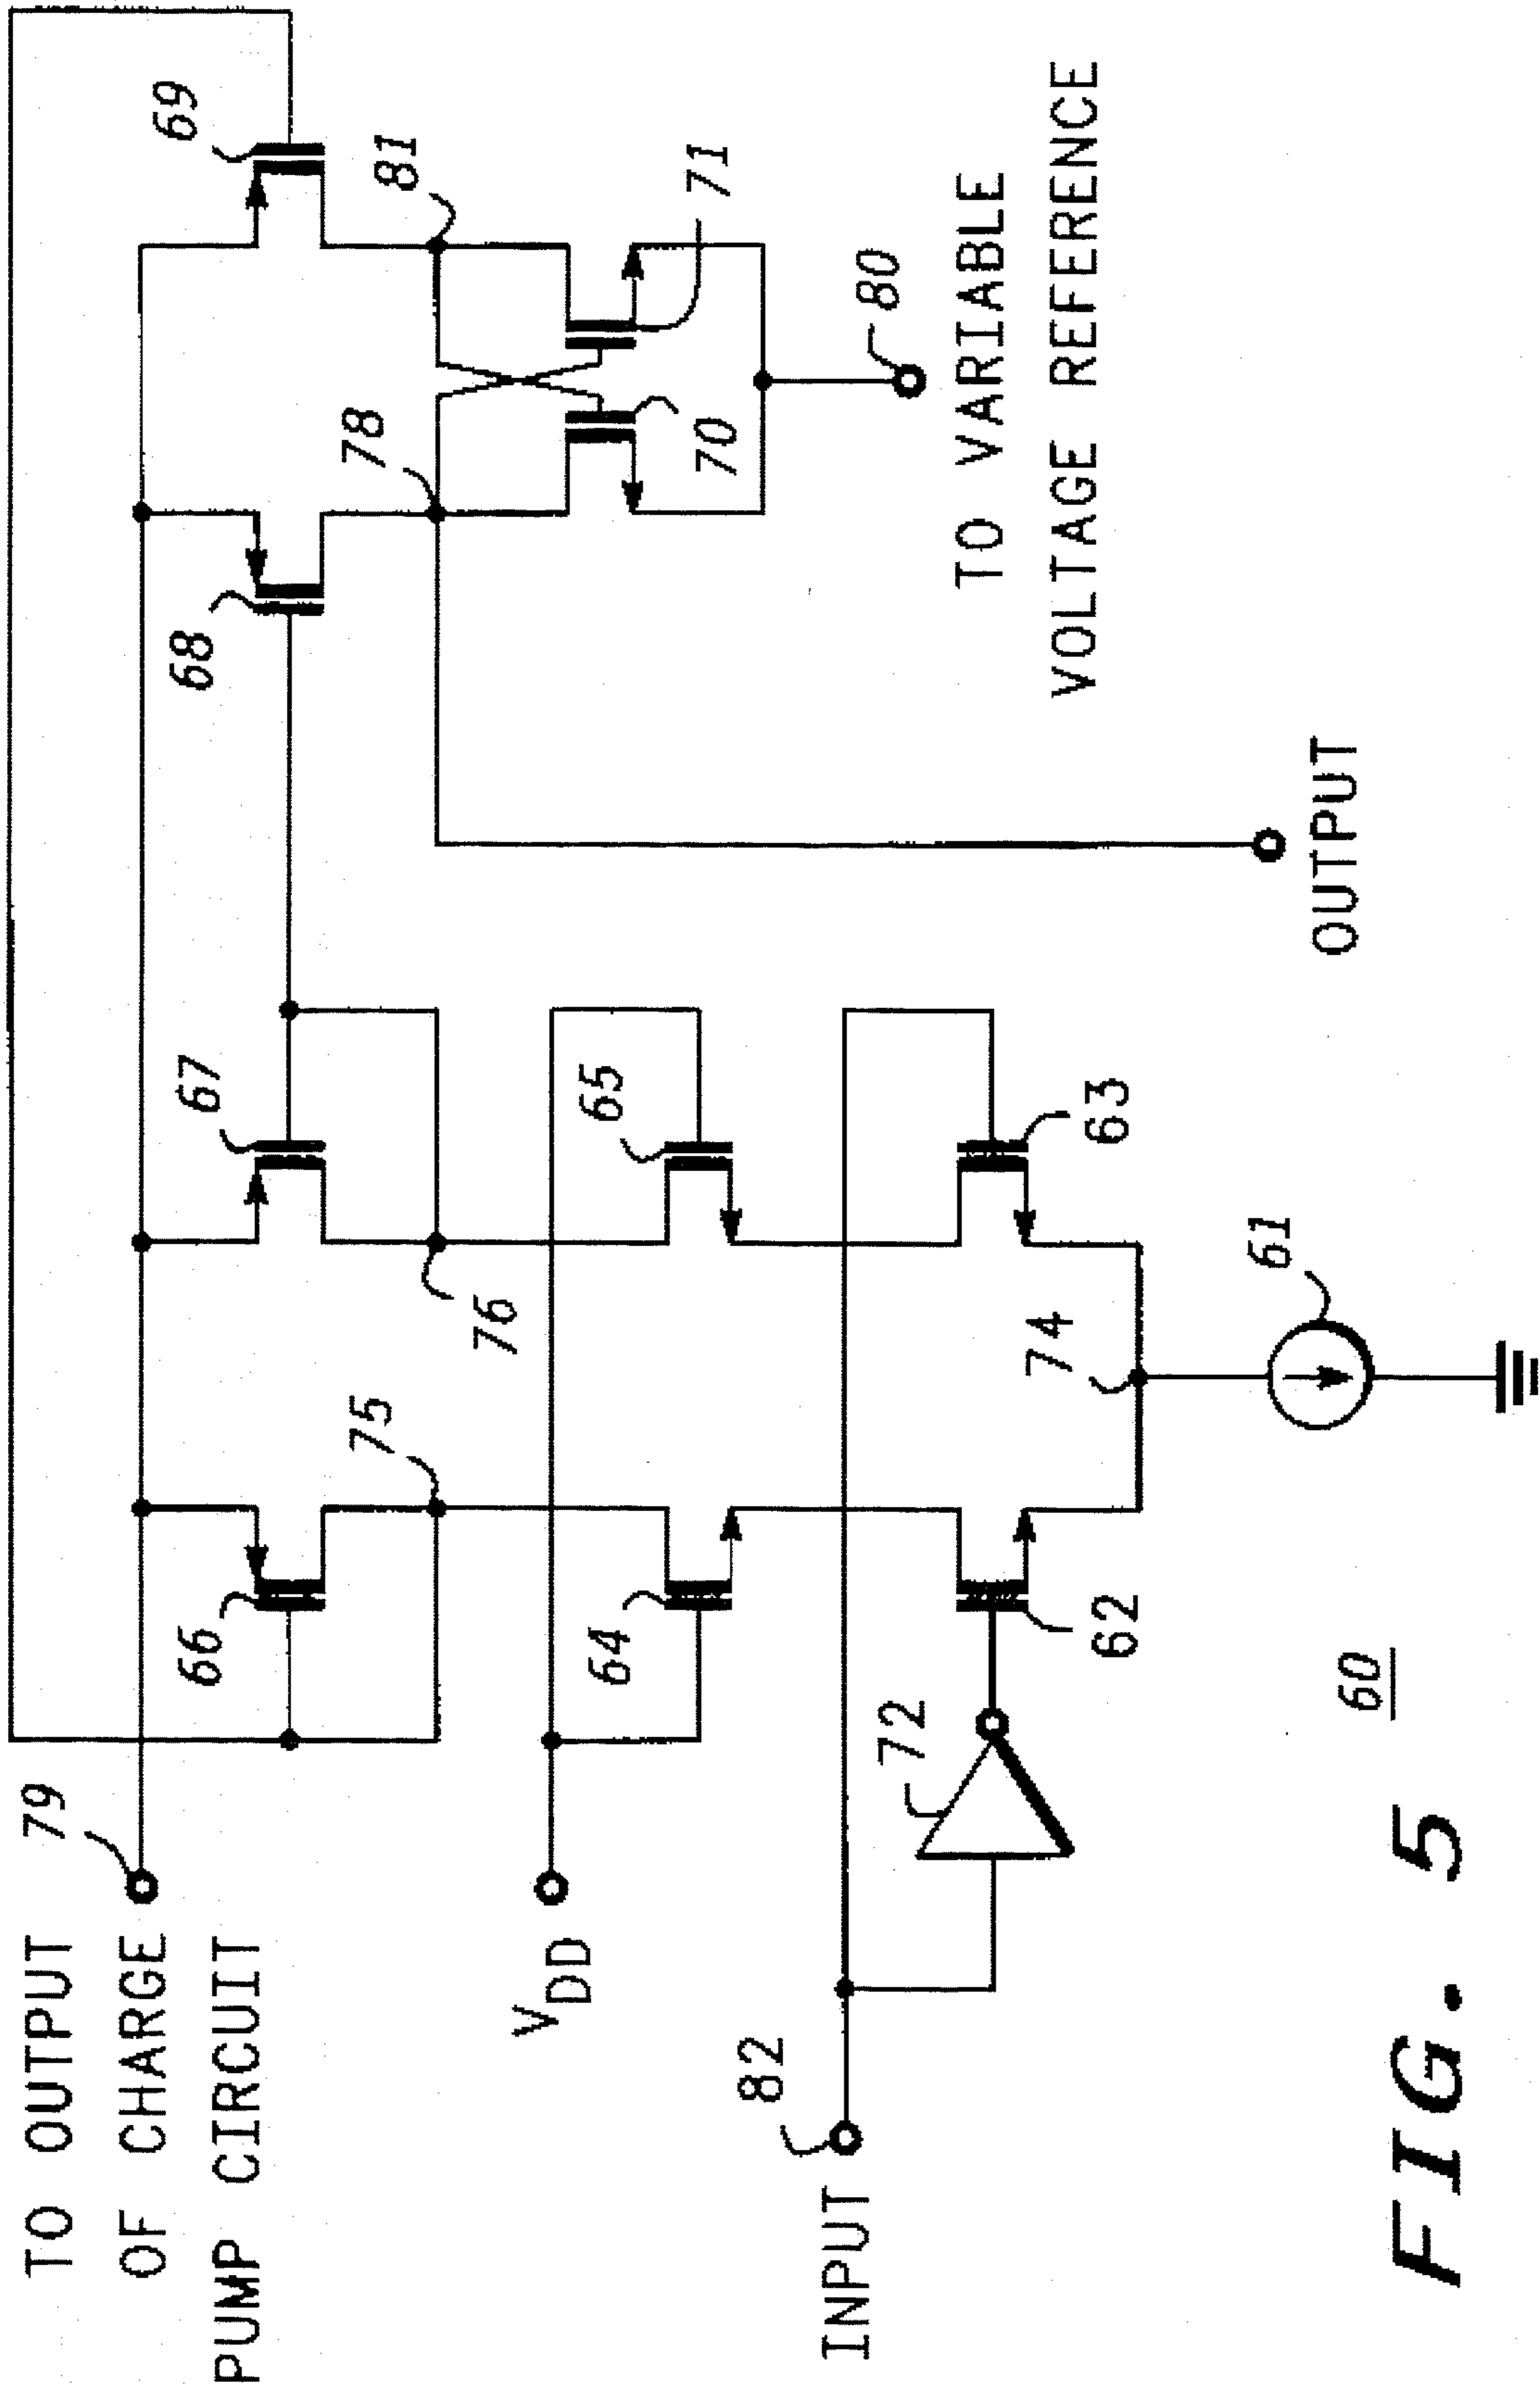 TO OUTPUT
OF CHARGE
PUMP CIRCUIT
79
66
67
68
69
75
76
78
81
VDD
64
65
70
71
80
TO VARIABLE
VOLTAGE REFERENCE
INPUT
82
72
62
63
74
61
OUTPUT
60
FIG. 5